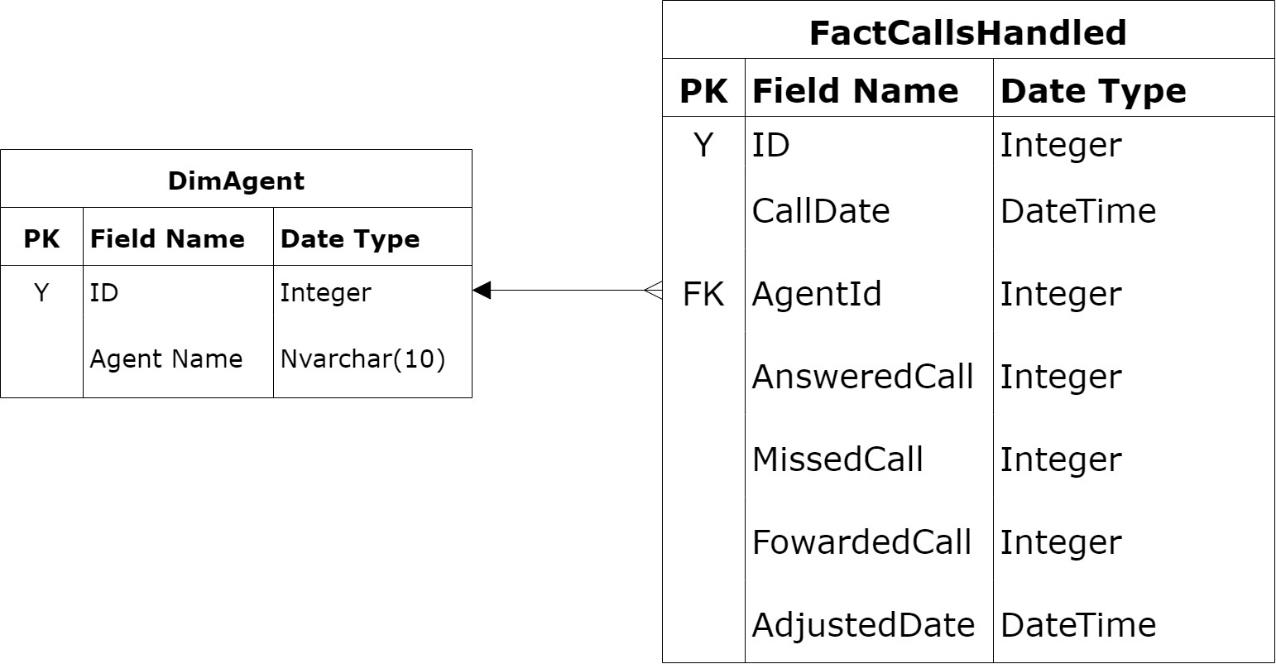 DimAgent
PK Field Name Date Type
Y ID Integer
Agent Name Nvarchar(10)
FactCallsHandled
PK Field Name Date Type
Y ID Integer
CallDate DateTime
FK AgentId Integer
AnsweredCall Integer
MissedCall Integer
FowardedCall Integer
AdjustedDate DateTime